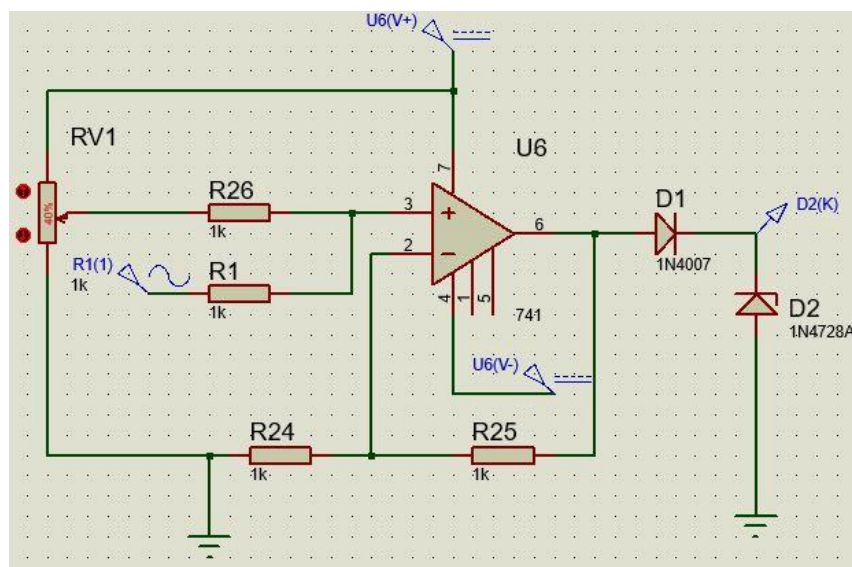 U6(V+)
RV1
U6
7
R26
D1
40%
3
6
D2(K)
1k
2
R1(1)
R1
1N4007
1k
1k
4
1
5
741
D2
1N4728A
U6(V-)
R24
R25
1k
1k